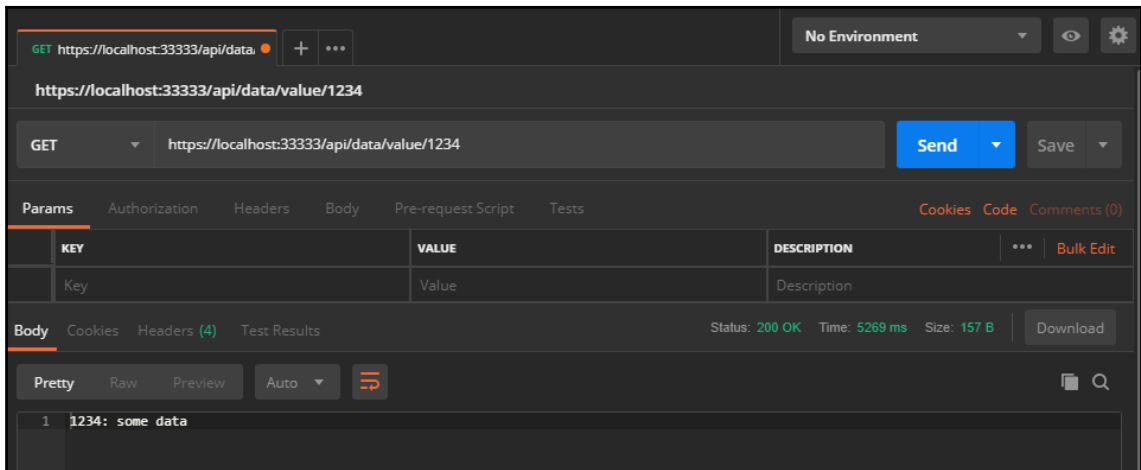 GET https://localhost:33333/api/data/
No Environment
https://localhost:33333/api/data/value/1234
GET https://localhost:33333/api/data/value/1234 Send Save
Params Authorization Headers Body Pre-request Script Tests Cookies Code Comments (0)
KEY VALUE DESCRIPTION Bulk Edit
Key Value Description
Body Cookies Headers (4) Test Results Status: 200 OK Time: 5269 ms Size: 157 B Download
Pretty Raw Preview Auto
1 1234: some data